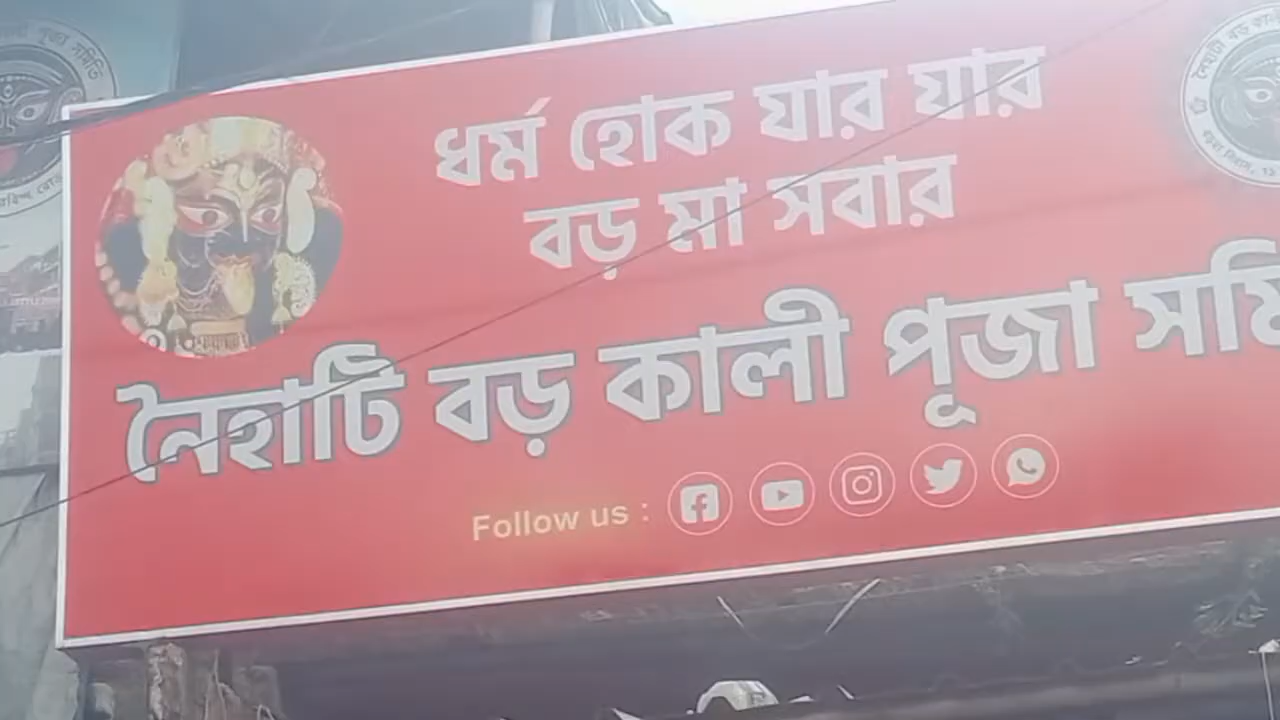 ধর্ম হোক যার যার
বড় মা সবার
নৈহাটি বড় কালী পূজা
Follow us :